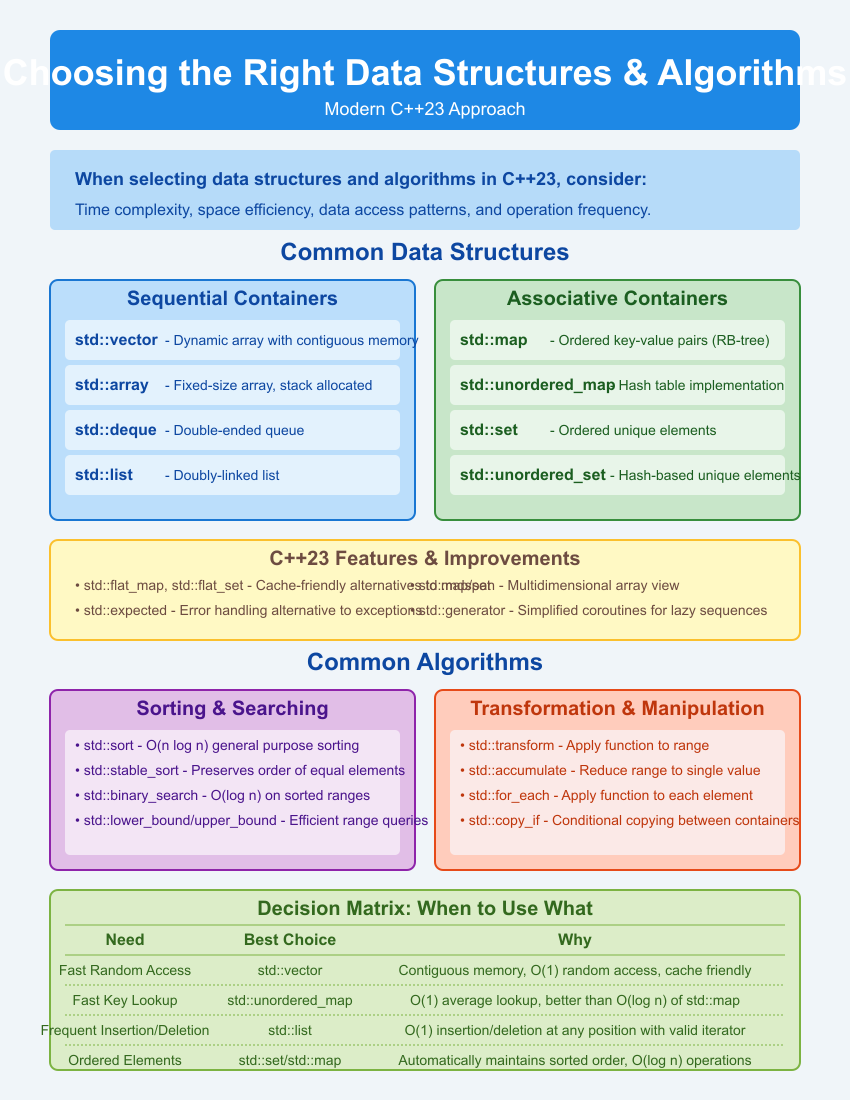 Choosing the Right Data Structures & Algorithms
Modern C++23 Approach
When selecting data structures and algorithms in C++23, consider:
Time complexity, space efficiency, data access patterns, and operation frequency.
Common Data Structures
Sequential Containers
std::vector - Dynamic array with contiguous memory
std::array - Fixed-size array, stack allocated
std::deque - Double-ended queue
std::list - Doubly-linked list
Associative Containers
std::map - Ordered key-value pairs (RB-tree)
std::unordered_map Hash table implementation
std::set - Ordered unique elements
std::unordered_set - Hash-based unique elements
C++23 Features & Improvements
• std::flat_map, std::flat_set - Cache-friendly alternatives to map/set
• std::mdspan - Multidimensional array view
• std::expected - Error handling alternative to exceptions
• std::generator - Simplified coroutines for lazy sequences
Common Algorithms
Sorting & Searching
• std::sort - O(n log n) general purpose sorting
• std::stable_sort - Preserves order of equal elements
• std::binary_search - O(log n) on sorted ranges
• std::lower_bound/upper_bound - Efficient range queries
Transformation & Manipulation
• std::transform - Apply function to range
• std::accumulate - Reduce range to single value
• std::for_each - Apply function to each element
• std::copy_if - Conditional copying between containers
Decision Matrix: When to Use What
Need Best Choice Why
Fast Random Access std::vector Contiguous memory, O(1) random access, cache friendly
Fast Key Lookup std::unordered_map O(1) average lookup, better than O(log n) of std::map
Frequent Insertion/Deletion std::list O(1) insertion/deletion at any position with valid iterator
Ordered Elements std::set/std::map Automatically maintains sorted order, O(log n) operations